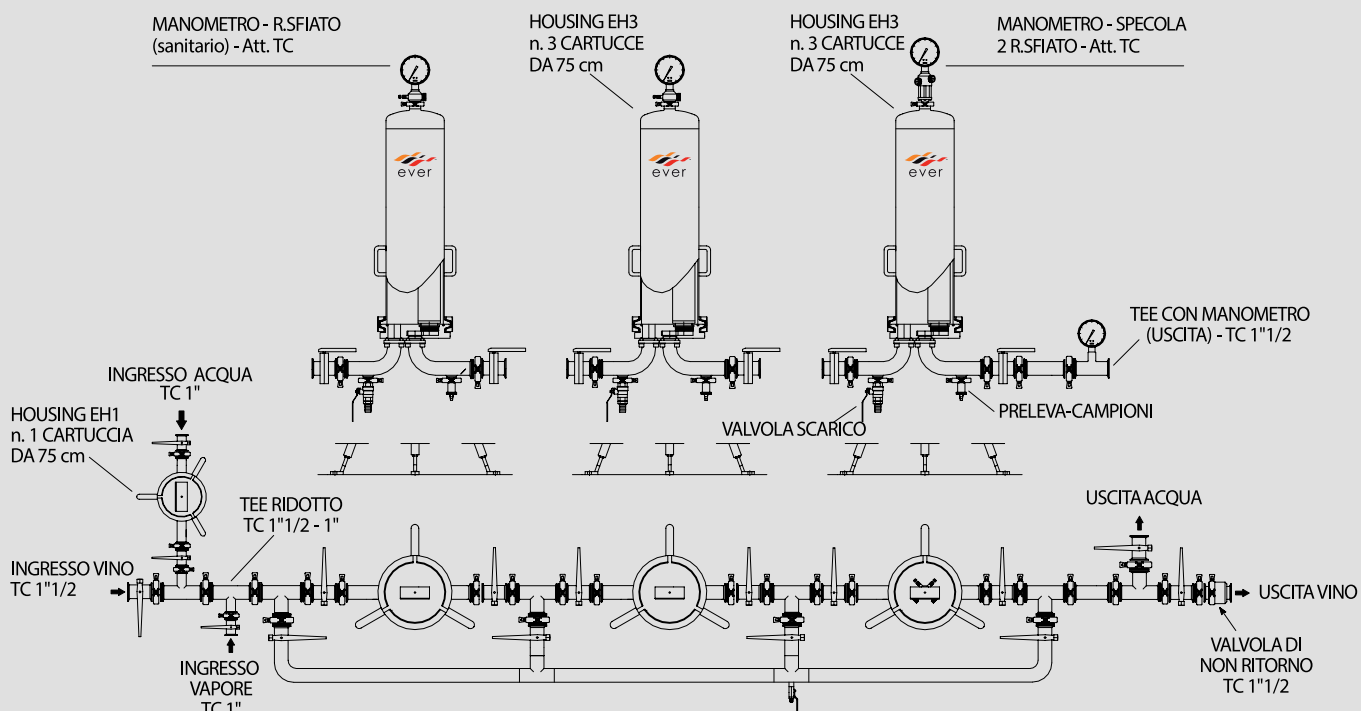 MANOMETRO - R.SFIATO
(sanitario) - Att. TC
HOUSING EH3
n. 3 CARTUCCE
DA 75 cm
HOUSING EH3
n. 3 CARTUCCE
DA 75 cm
MANOMETRO - SPECOLA
2 R.SFIATO - Att. TC
ever
ever
ever
TEE CON MANOMETRO
(USCITA) - TC 1"1/2
PRELEVA-CAMPIONI
VALVOLA SCARICO
INGRESSO ACQUA
TC 1"
HOUSING EH1
n. 1 CARTUCCIA
DA 75 cm
TEE RIDOTTO
TC 1"1/2 - 1"
USCITA ACQUA
INGRESSO VINO
TC 1"1/2
USCITA VINO
INGRESSO
VAPORE
TC 1"
VALVOLA DI
NON RITORNO
TC 1"1/2